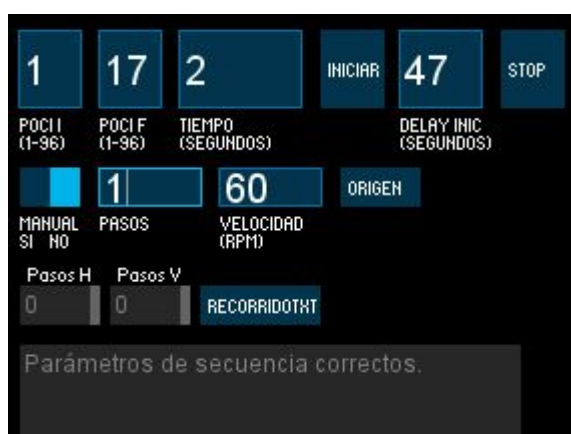 1 17 2 INICIAR 47 STOP
POCI I POCI F TIEMPO DELAY INIC
(1-96) (1-96) (SEGUNDOS) (SEGUNDOS)
1 60 ORIGEN
MANUAL PASOS VELOCIDAD
SI NO (RPM)
Pasos H Pasos V
0 0 RECORRIDOTXT
Parámetros de secuencia correctos.